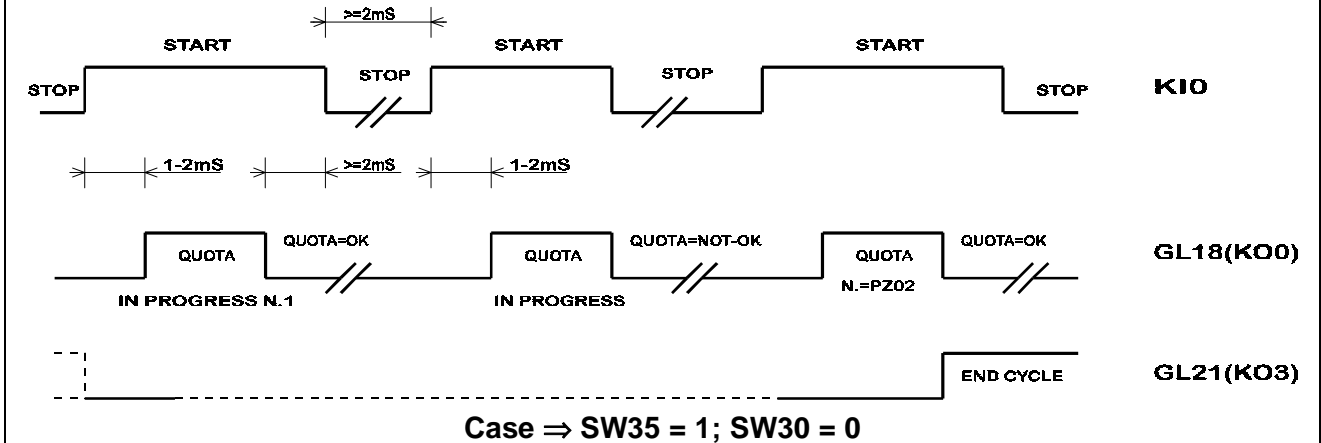 >=2mS
START START START
STOP STOP STOP STOP KI0
1-2mS >=2mS 1-2mS
QUOTA QUOTA=OK QUOTA QUOTA=NOT-OK QUOTA QUOTA=OK GL18(KO0)
IN PROGRESS N.1 IN PROGRESS N.=PZ02
END CYCLE GL21(KO3)
Case ⇒ SW35 = 1; SW30 = 0